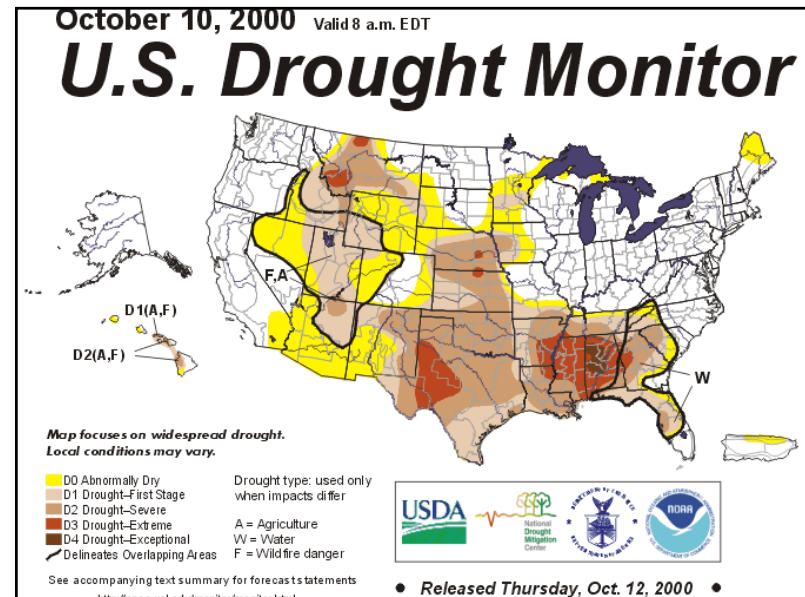 October 10, 2000 Valid 8 a.m. EDT
U.S. Drought Monitor
F,A
D1(A,F)
D2(A,F)
W
Map focuses on widespread drought.
Local conditions may vary.
D0 Abnormally Dry
D1 Drought–First Stage
D2 Drought–Severe
D3 Drought–Extreme
D4 Drought–Exceptional
Delineates Overlapping Areas
Drought type: used only
when impacts differ
A = Agriculture
W = Water
F = Wildfire danger
USDA
National
Drought
Mitigation
Center
NOAA
See accompanying text summary for forecast statements
Released Thursday, Oct. 12, 2000